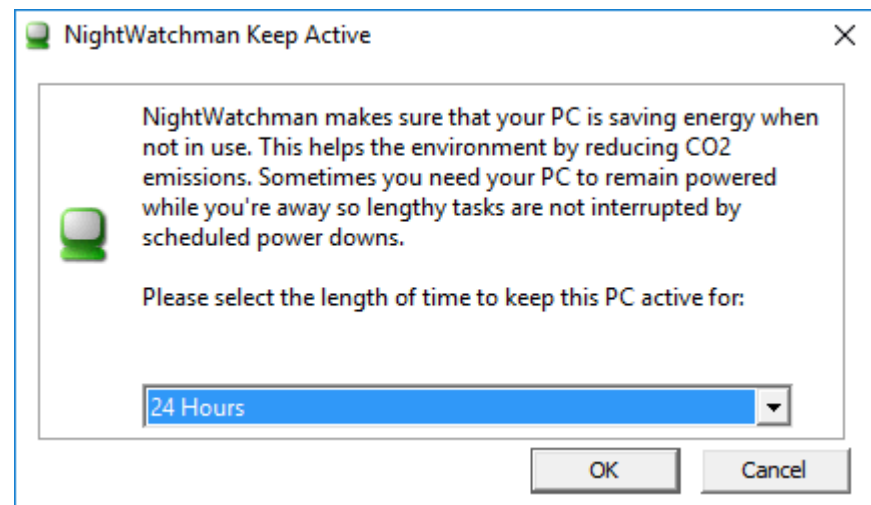 NightWatchman Keep Active
NightWatchman makes sure that your PC is saving energy when
not in use. This helps the environment by reducing CO2
emissions. Sometimes you need your PC to remain powered
while you're away so lengthy tasks are not interrupted by
scheduled power downs.
Please select the length of time to keep this PC active for:
24 Hours
OK
Cancel